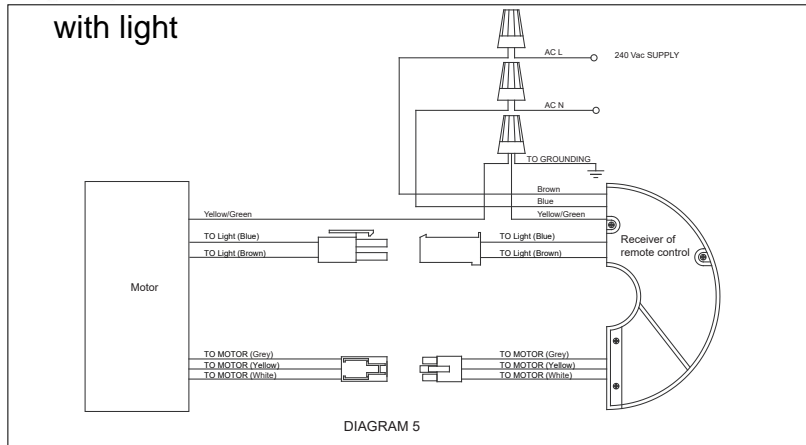 with light
AC L
240 Vac SUPPLY
AC N
TO GROUNDING
Brown
Blue
Yellow/Green
Yellow/Green
TO Light (Blue)
TO Light (Blue)
TO Light (Brown)
TO Light (Brown)
Receiver of
remote control
Motor
TO MOTOR (Grey)
TO MOTOR (Yellow)
TO MOTOR (White)
TO MOTOR (Grey)
TO MOTOR (Yellow)
TO MOTOR (White)
DIAGRAM 5